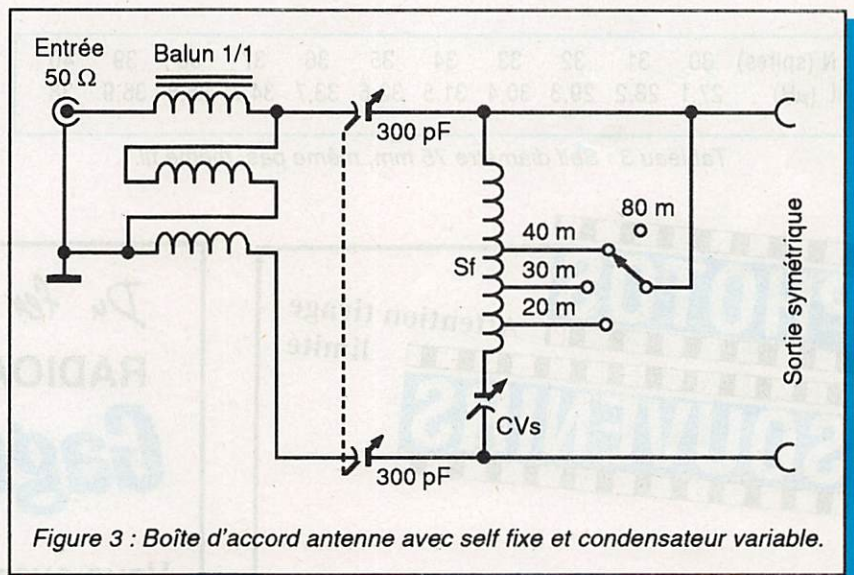 Entrée
50 Ω
Balun 1/1
300 pF
80 m
40 m
30 m
20 m
Sf
CVs
300 pF
Sortie symétrique
Figure 3 : Boîte d'accord antenne avec self fixe et condensateur variable.